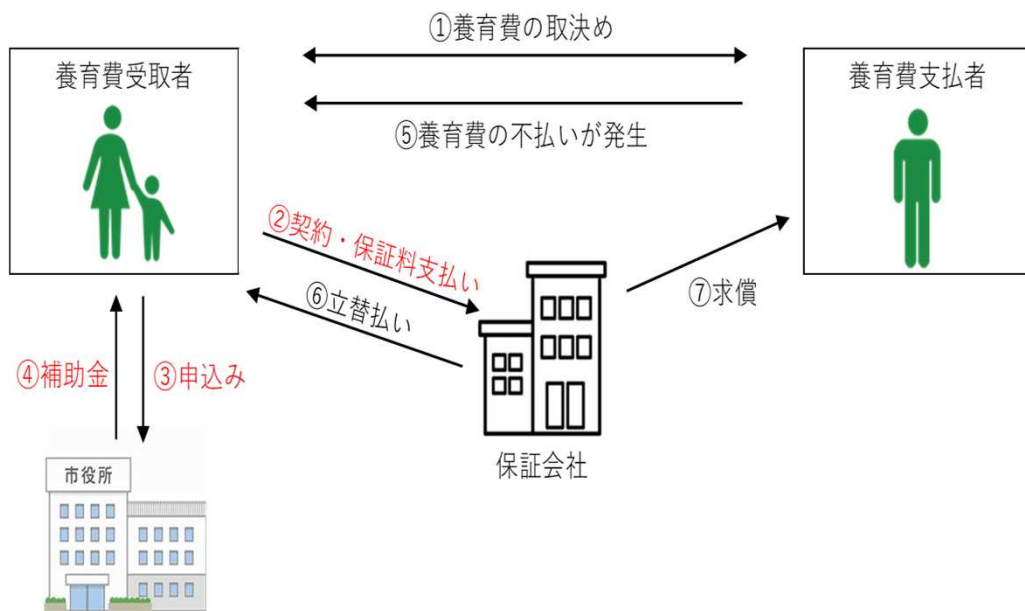 ①養育費の取決め
養育費受取者
養育費支払者
⑤養育費の不払いが発生
②契約・保証料支払い
⑥立替払い
⑦求償
④補助金
③申込み
保証会社
市役所